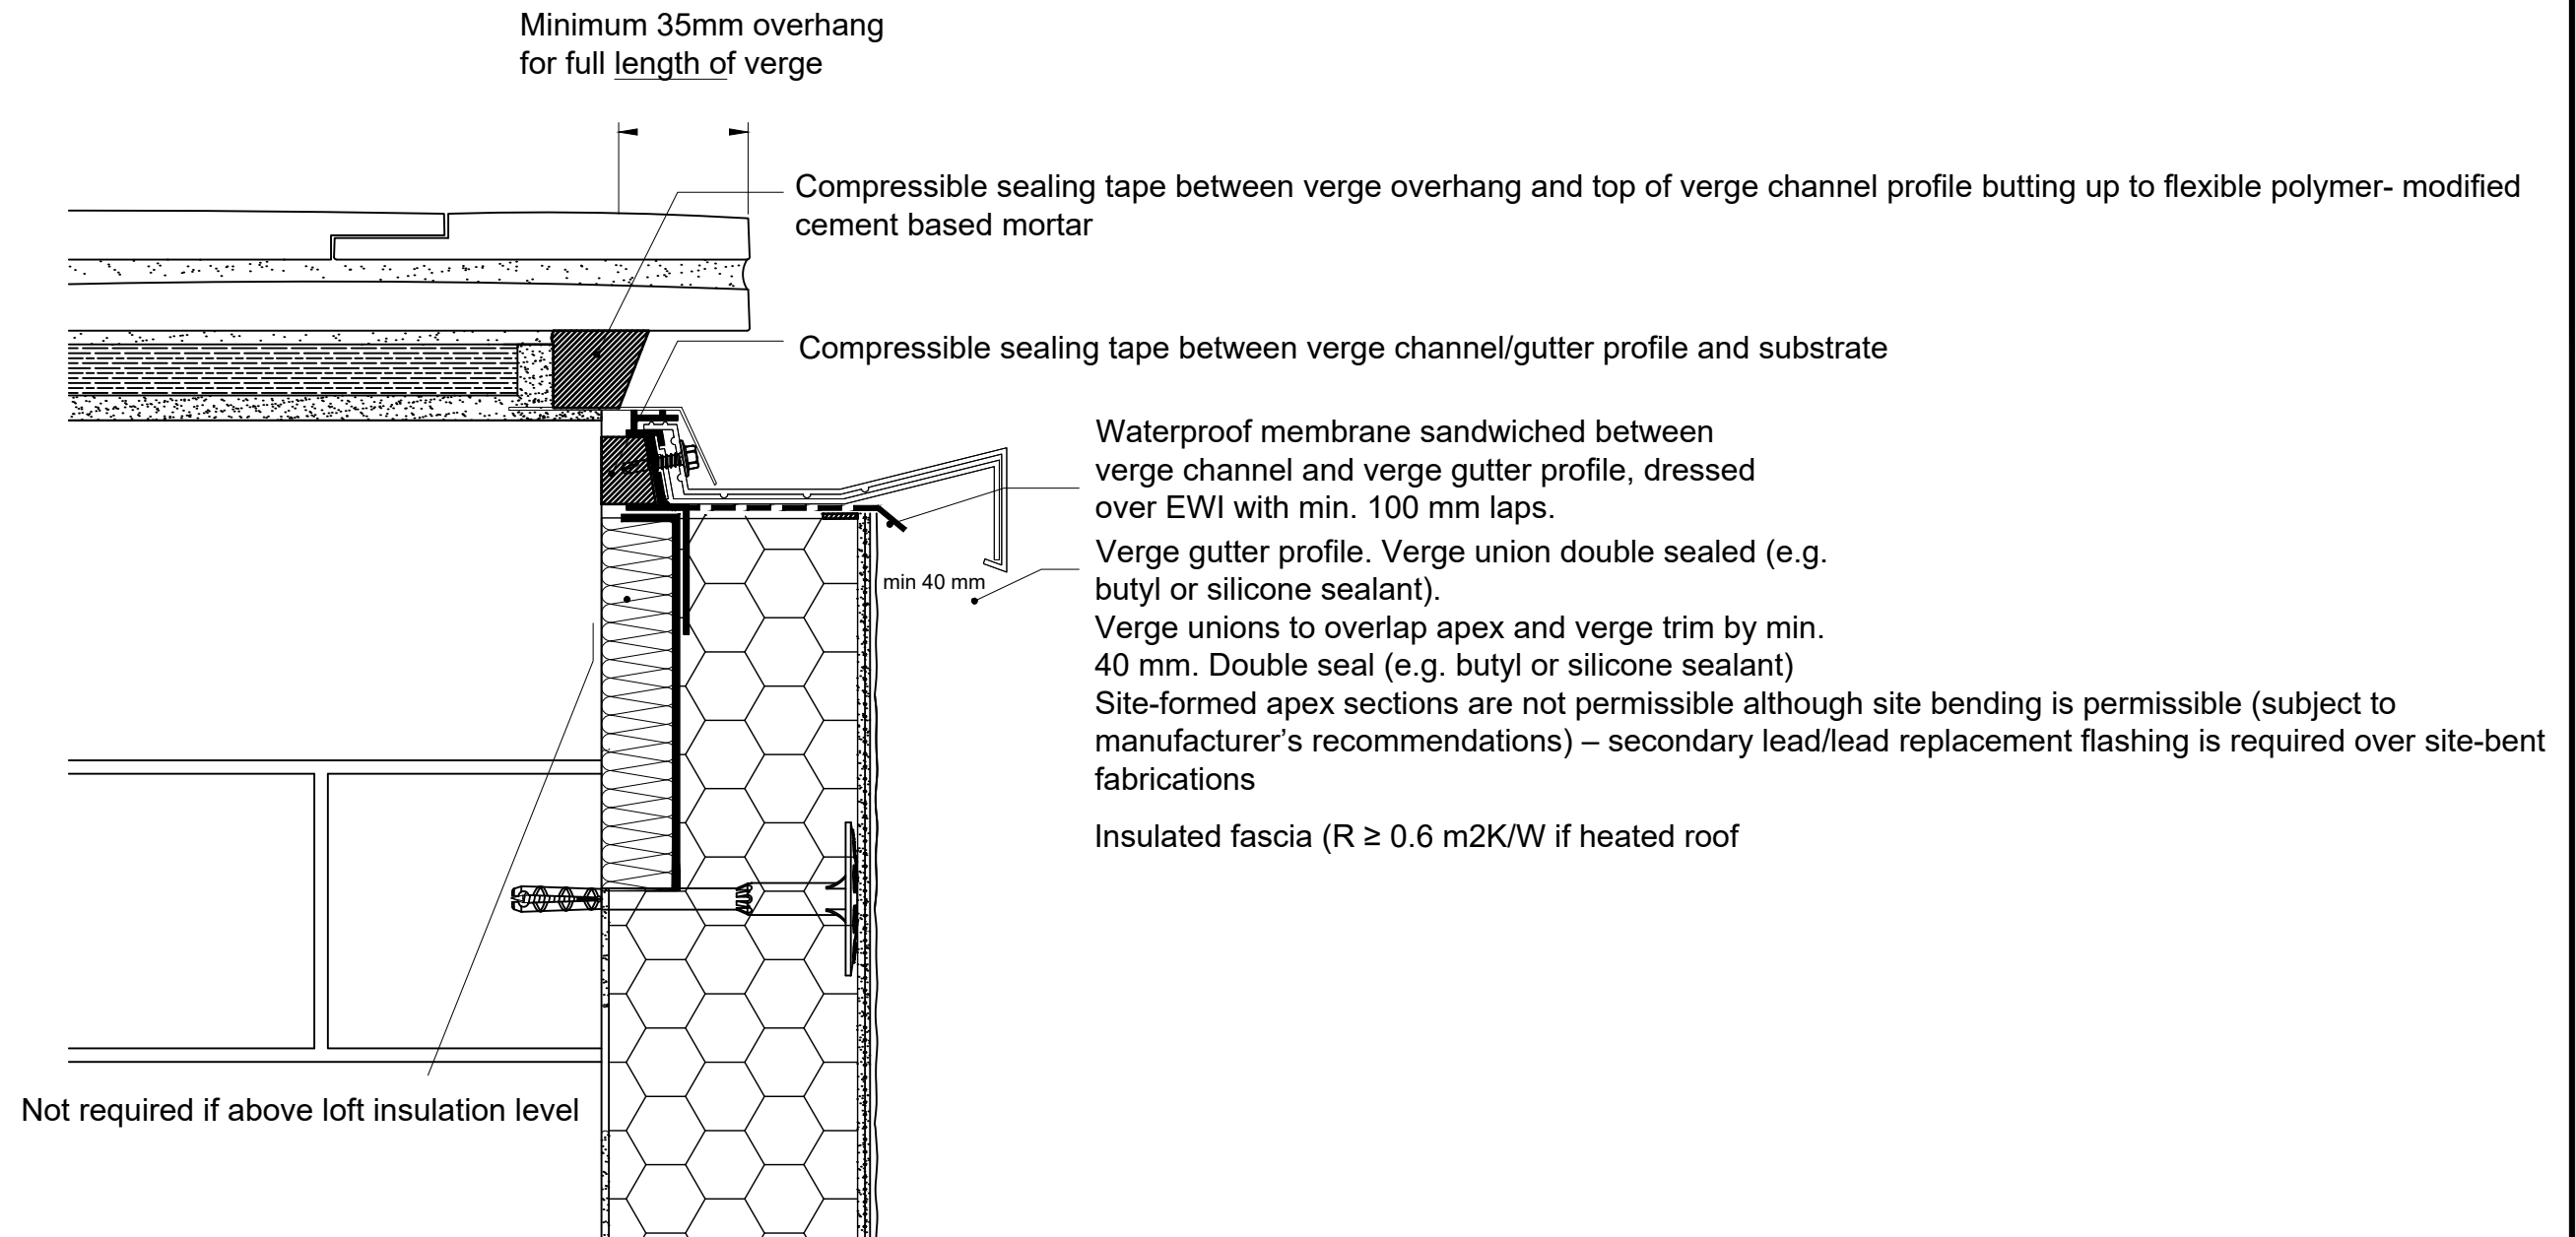 Minimum 35mm overhang
for full length of verge
Compressible sealing tape between verge overhang and top of verge channel profile butting up to flexible polymer- modified
cement based mortar
Compressible sealing tape between verge channel/gutter profile and substrate
Waterproof membrane sandwiched between
verge channel and verge gutter profile, dressed
over EWI with min. 100 mm laps.
Verge gutter profile. Verge union double sealed (e.g.
butyl or silicone sealant).
min 40 mm
Verge unions to overlap apex and verge trim by min.
40 mm. Double seal (e.g. butyl or silicone sealant)
Site-formed apex sections are not permissible although site bending is permissible (subject to
manufacturer’s recommendations) – secondary lead/lead replacement flashing is required over site-bent
fabrications
Insulated fascia (R ≥ 0.6 m2K/W if heated roof
Not required if above loft insulation level